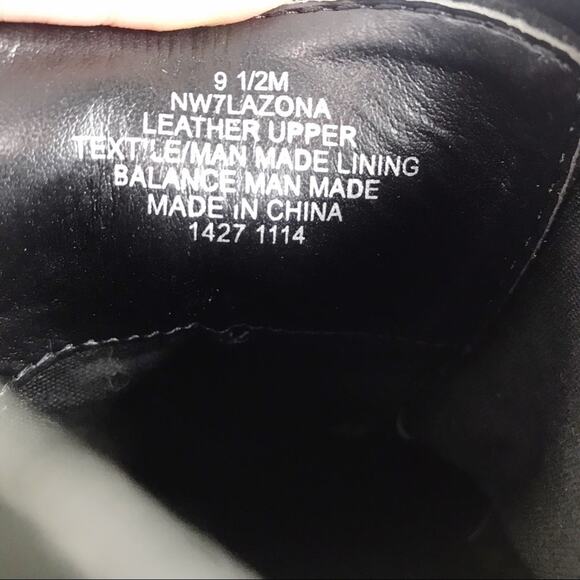 9 1/2M
NW7LAZONA
LEATHER UPPER
TEXTILE/MAN MADE LINING
BALANCE MAN MADE
MADE IN CHINA
1427 1114